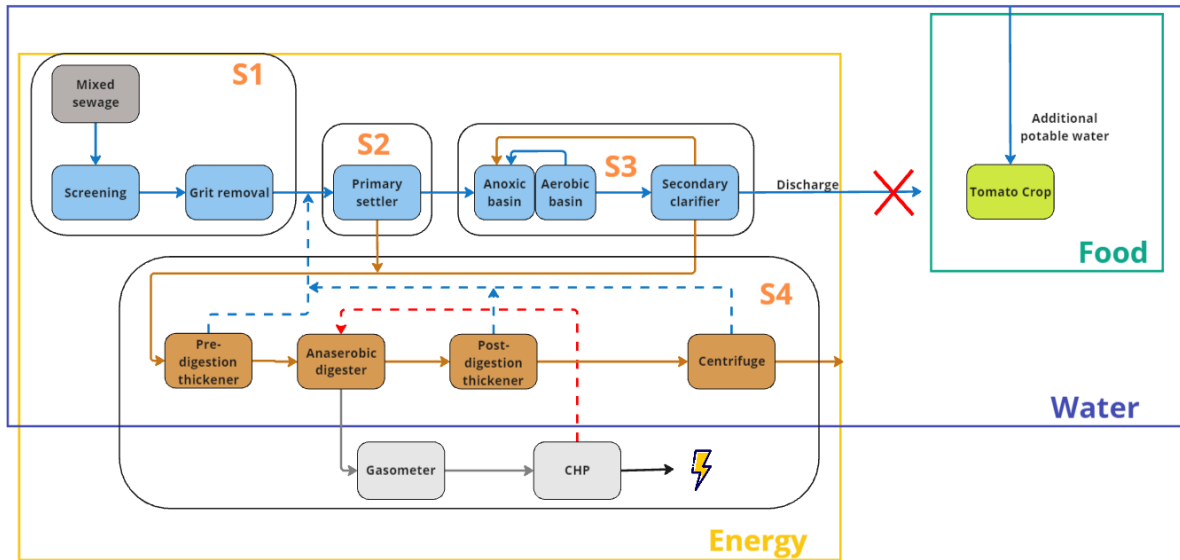 S1
Mixed
sewage
Screening
Grit removal
S2
Primary
settler
S3
Anoxic
basin
Aerobic
basin
Secondary
clarifier
Discharge
Additional
potable water
Tomato Crop
Food
S4
Pre-
digestion
thickener
Anaserobic
digester
Post-
digestion
thickener
Centrifuge
Water
Gasometer
CHP
Energy